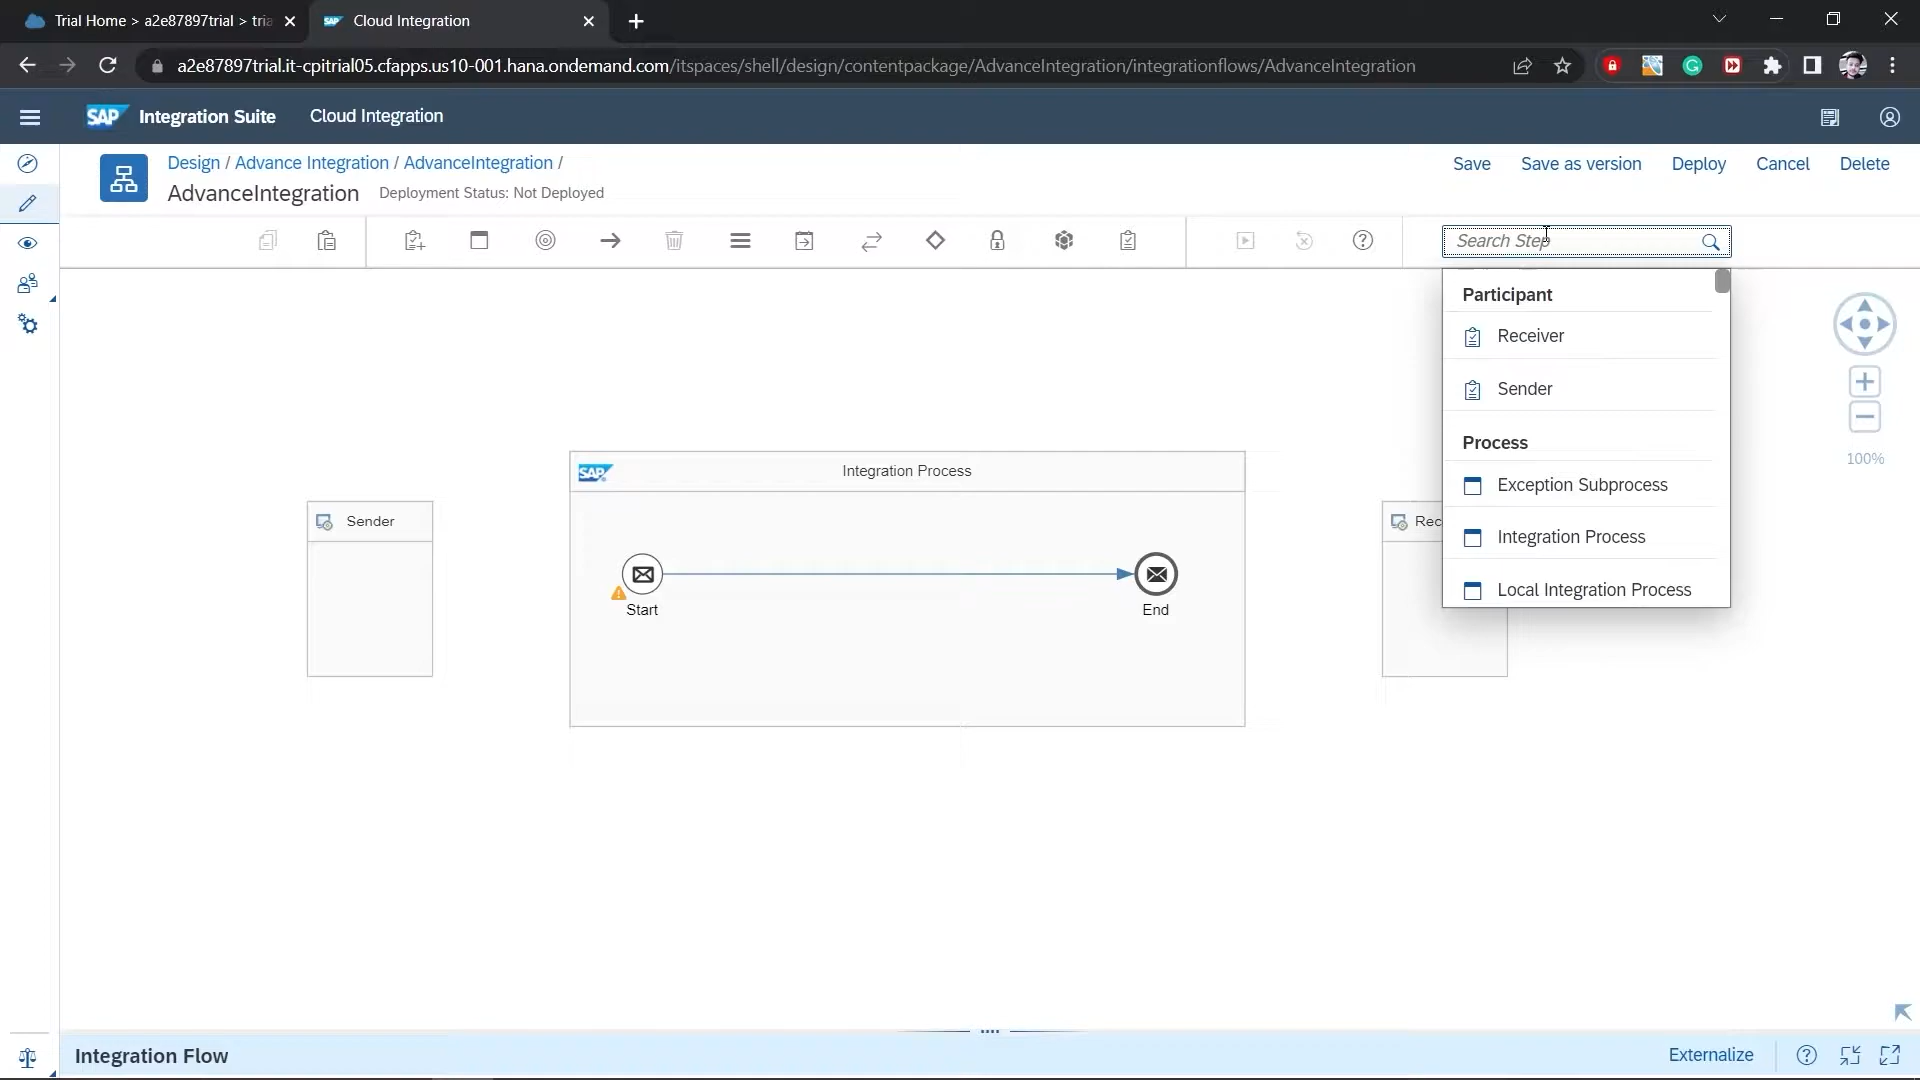 Trial Home > a2e87897trial > tria
Cloud Integration
a2e87897trial.it-cpitrial05.cfapps.us10-001.hana.ondemand.com/itspaces/shell/design/contentpackage/AdvanceIntegration/integrationflows/AdvanceIntegration
SAP Integration Suite Cloud Integration
Design / Advance Integration / AdvanceIntegration /
AdvanceIntegration Deployment Status: Not Deployed
Save Save as version Deploy Cancel Delete
Search Step
Participant
Receiver
Sender
Process
Exception Subprocess
Integration Process
Local Integration Process
100%
SAP Integration Process
Sender
Rec
Start
End
Integration Flow
Externalize